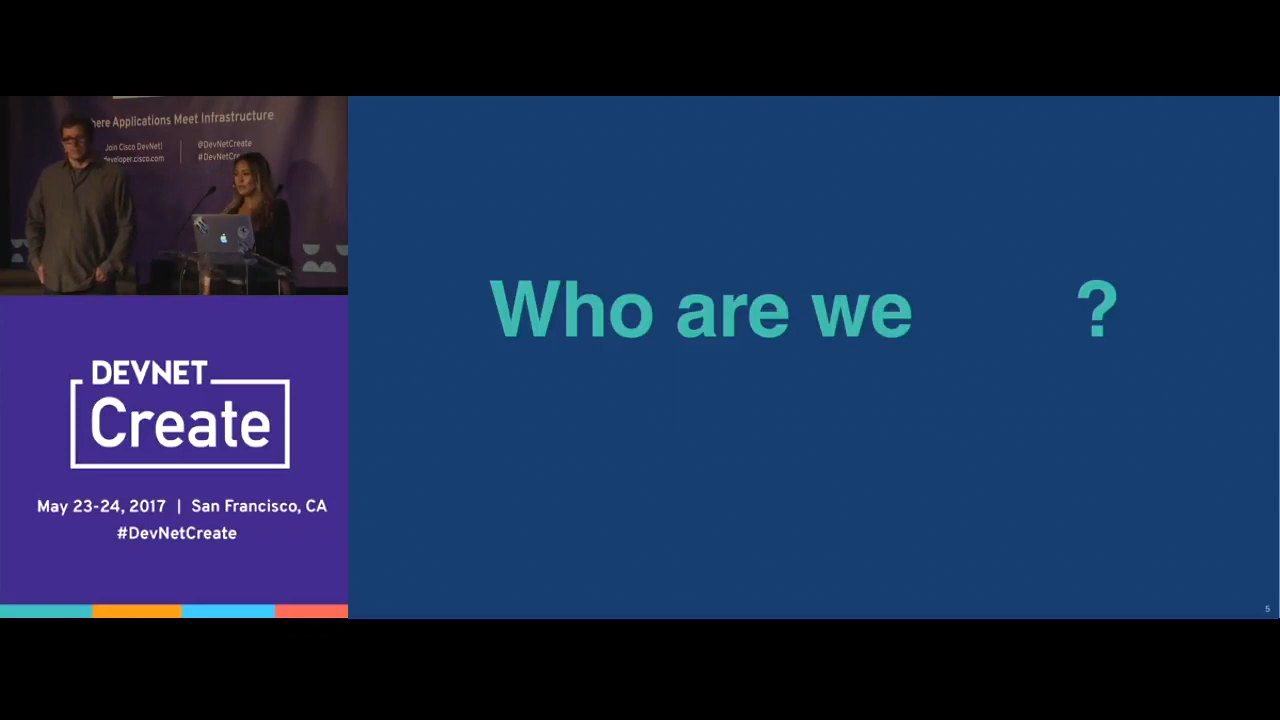 here Applications Meet Infrastructure
Join Cisco DevNet!
developer.cisco.com
@DevNetCreate
#DevNetCre
Who are we ?
DEVNET
Create
May 23-24, 2017 | San Francisco, CA
#DevNetCreate
5